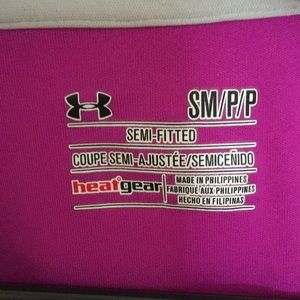 SM/P/P
SEMI-FITTED
COUPE SEMI-AJUSTÉE/SEMICEÑIDO
heatgear
MADE IN PHILIPPINES
FABRIQUÉ AUX PHILIPPINES
HECHO EN FILIPINAS